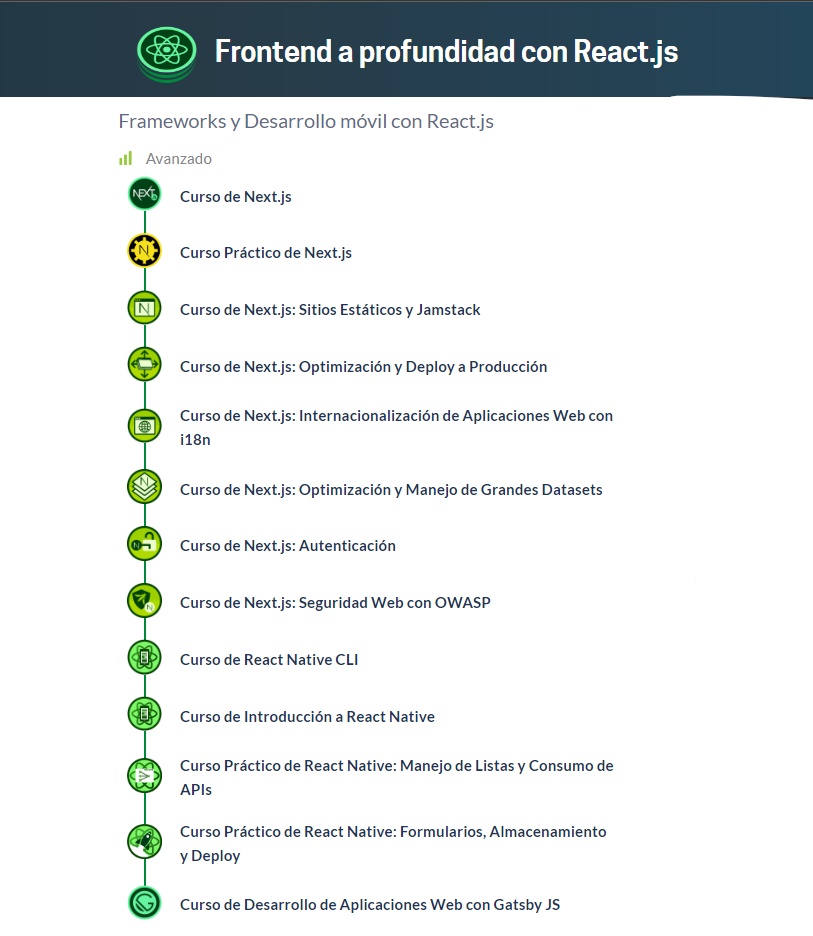 Frontend a profundidad con React.js
Frameworks y Desarrollo móvil con React.js
Avanzado
NEXT
Curso de Next.js
N
Curso Práctico de Next.js
N
Curso de Next.js: Sitios Estáticos y Jamstack
Curso de Next.js: Optimización y Deploy a Producción
Curso de Next.js: Internacionalización de Aplicaciones Web con
i18n
N
Curso de Next.js: Optimización y Manejo de Grandes Datasets
N
Curso de Next.js: Autenticación
N
Curso de Next.js: Seguridad Web con OWASP
Curso de React Native CLI
Curso de Introducción a React Native
Curso Práctico de React Native: Manejo de Listas y Consumo de
APIs
Curso Práctico de React Native: Formularios, Almacenamiento
y Deploy
Curso de Desarrollo de Aplicaciones Web con Gatsby JS